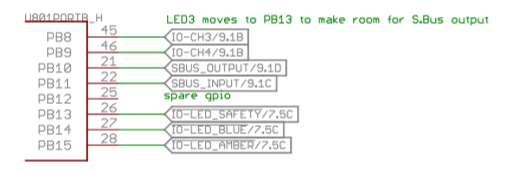 U801PORTB_H
LED3 moves to PB13 to make room for S.Bus output
PB8 45 IO-CH3/9.1B
PB9 46 IO-CH4/9.1B
PB10 21 SBUS_OUTPUT/9.1D
PB11 22 SBUS_INPUT/9.1C
PB12 25 spare gpio
PB13 26 IO-LED_SAFETY/7.5C
PB14 27 IO-LED_BLUE/7.5C
PB15 28 IO-LED_AMBER/7.5C